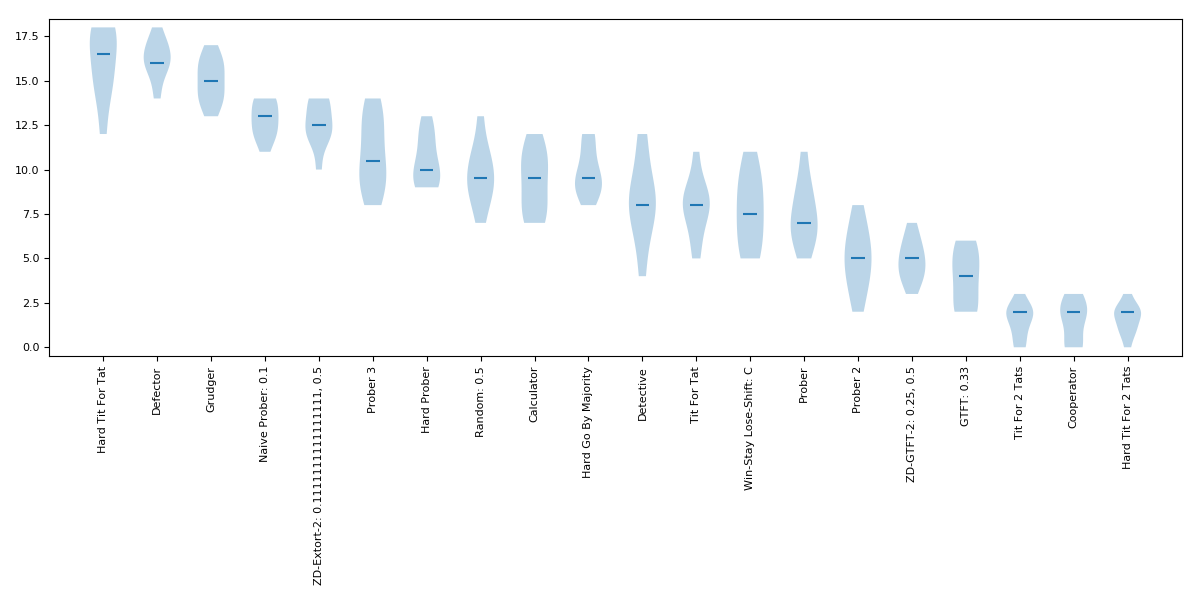 17.5
15.0
12.5
10.0
7.5
5.0
2.5
0.0
Hard Tit For Tat
Defector
Grudger
Naive Prober: 0.1
ZD-Extort-2: 0.1111111111111111, 0.5
Prober 3
Hard Prober
Random: 0.5
Calculator
Hard Go By Majority
Detective
Tit For Tat
Win-Stay Lose-Shift: C
Prober
Prober 2
ZD-GTFT-2: 0.25, 0.5
GTFT: 0.33
Tit For 2 Tats
Cooperator
Hard Tit For 2 Tats